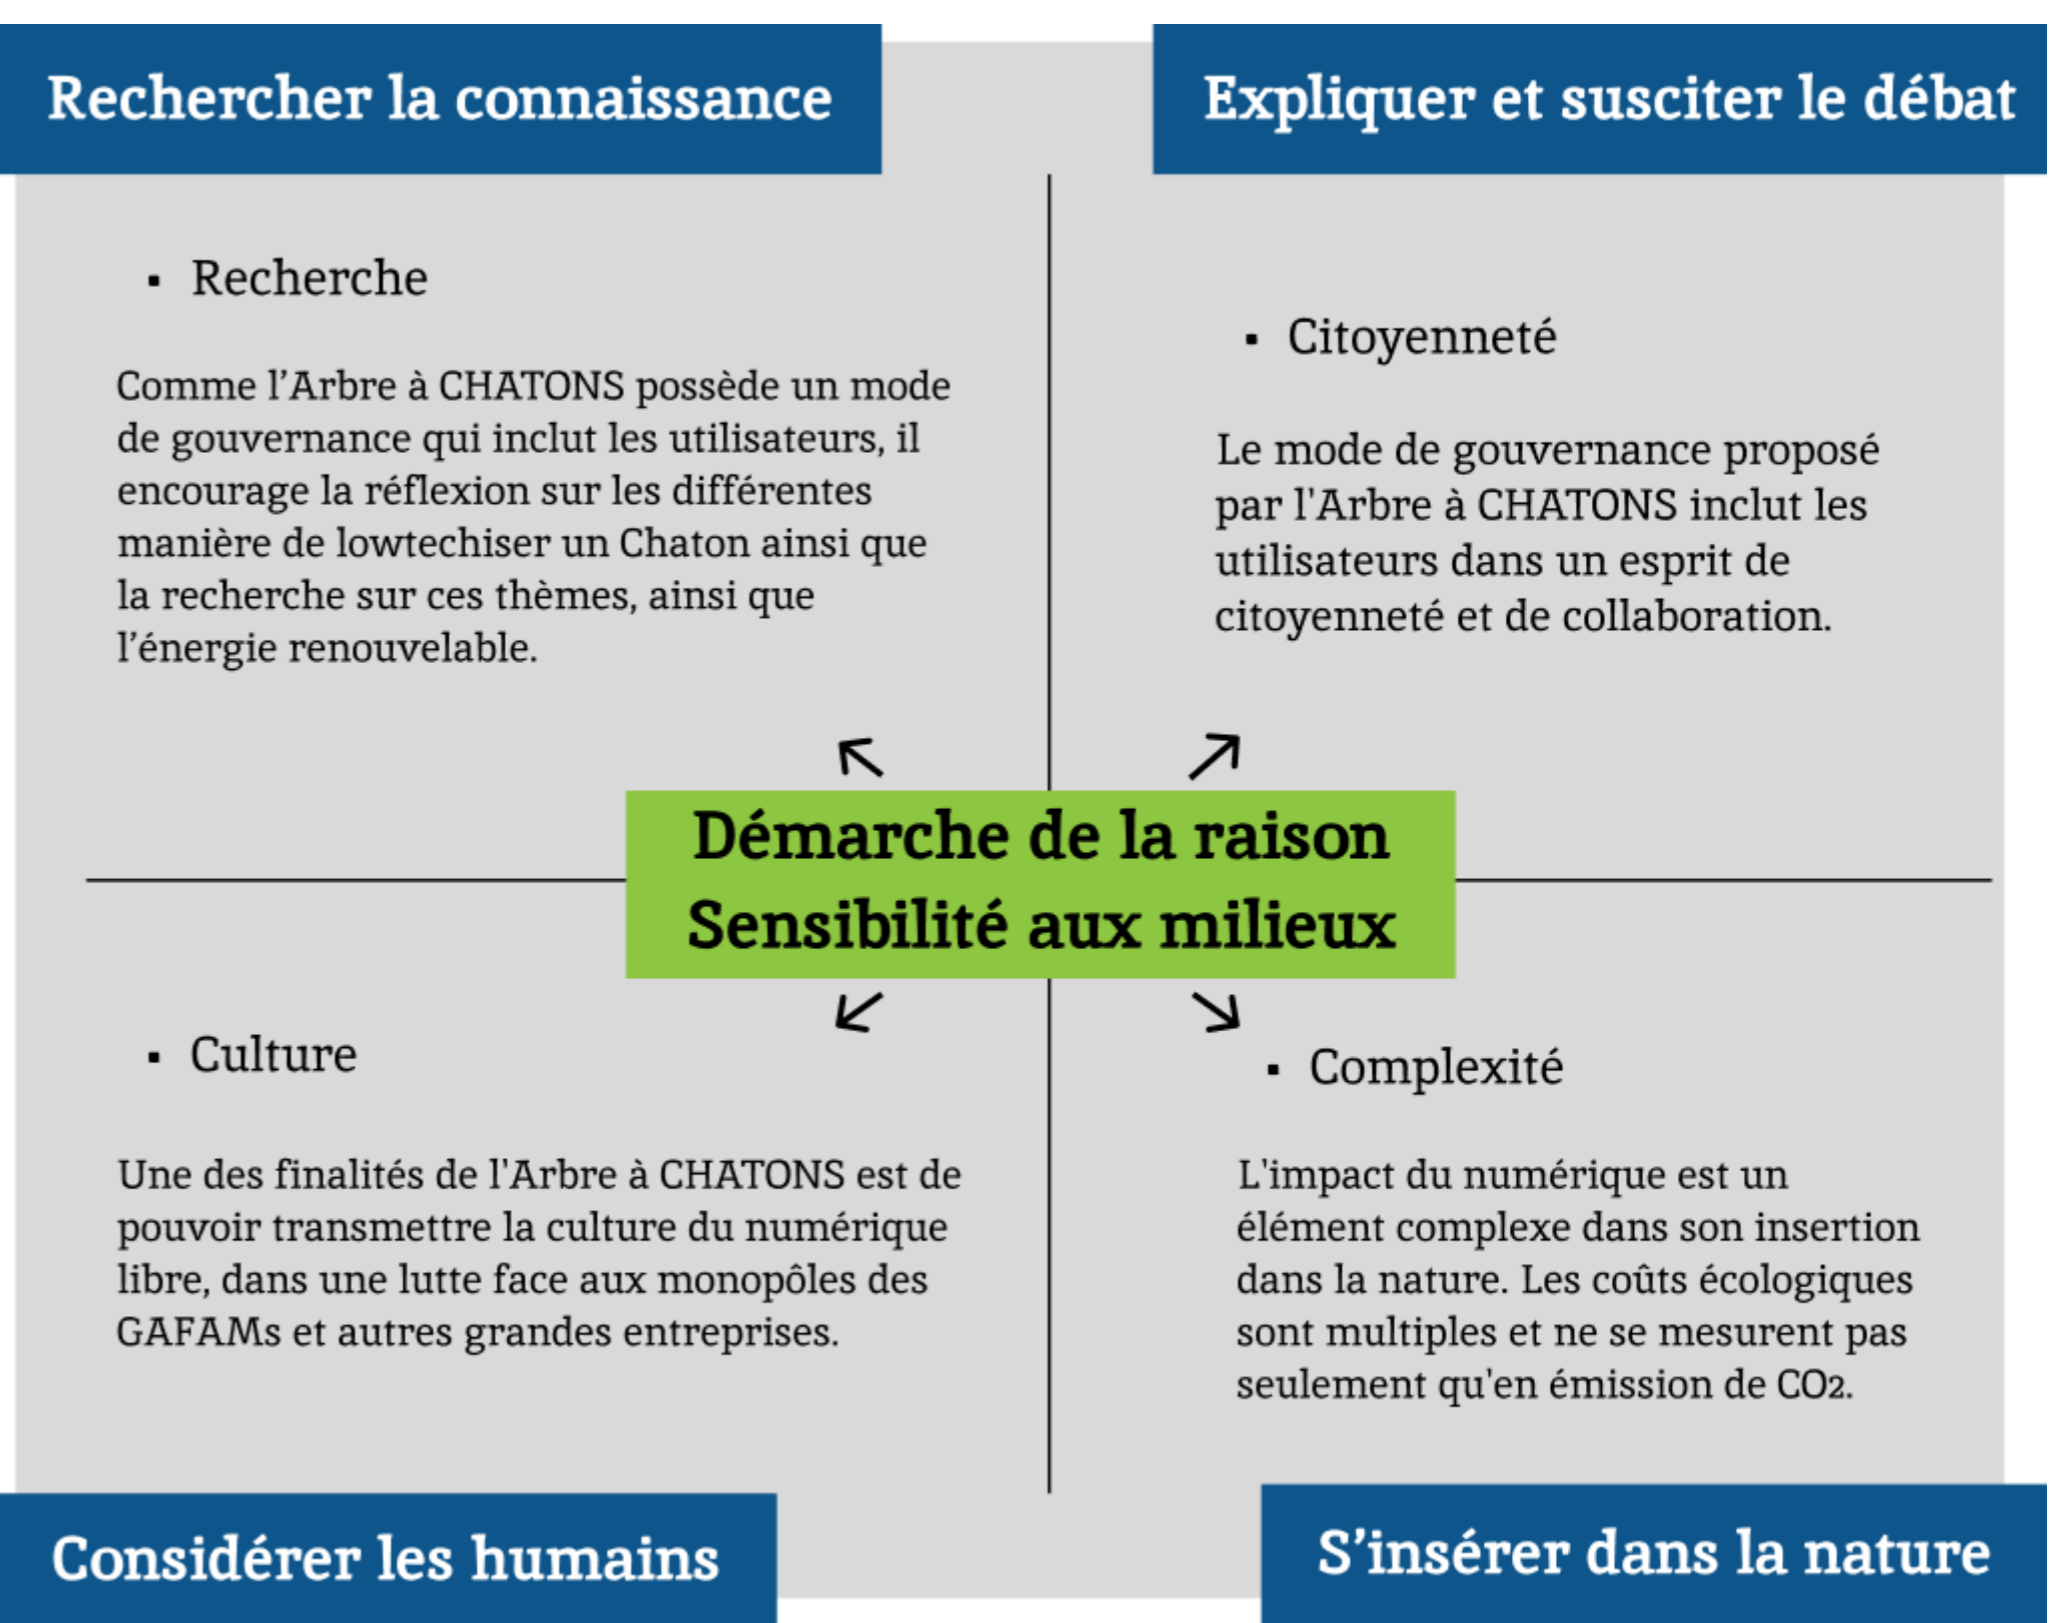 Rechercher la connaissance
Expliquer et susciter le débat
▪ Recherche
Comme l'Arbre à CHATONS possède un mode
de gouvernance qui inclut les utilisateurs, il
encourage la réflexion sur les différentes
manière de lowtechiser un Chaton ainsi que
la recherche sur ces thèmes, ainsi que
l'énergie renouvelable.
▪ Citoyenneté
Le mode de gouvernance proposé
par l'Arbre à CHATONS inclut les
utilisateurs dans un esprit de
citoyenneté et de collaboration.
Démarche de la raison
Sensibilité aux milieux
▪ Culture
Une des finalités de l'Arbre à CHATONS est de
pouvoir transmettre la culture du numérique
libre, dans une lutte face aux monopôles des
GAFAMs et autres grandes entreprises.
▪ Complexité
L'impact du numérique est un
élément complexe dans son insertion
dans la nature. Les coûts écologiques
sont multiples et ne se mesurent pas
seulement qu'en émission de CO2.
Considérer les humains
S'insérer dans la nature